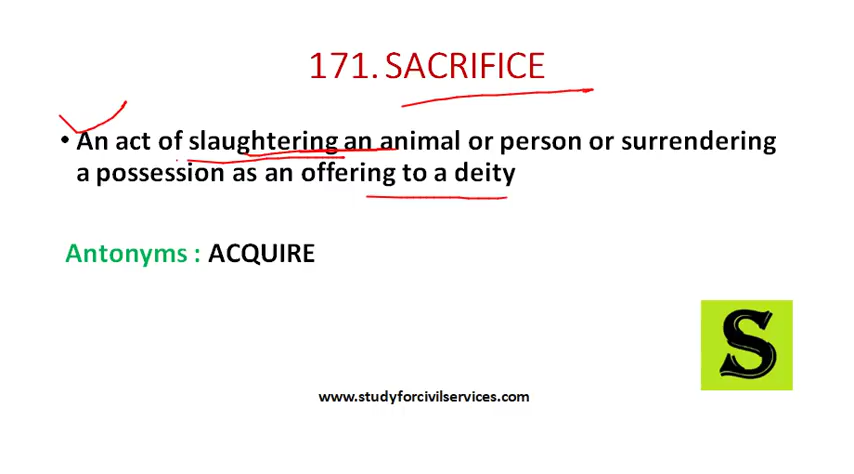 171. SACRIFICE
• An act of slaughtering an animal or person or surrendering
a possession as an offering to a deity
Antonyms : ACQUIRE
S
www.studyforcivilservices.com